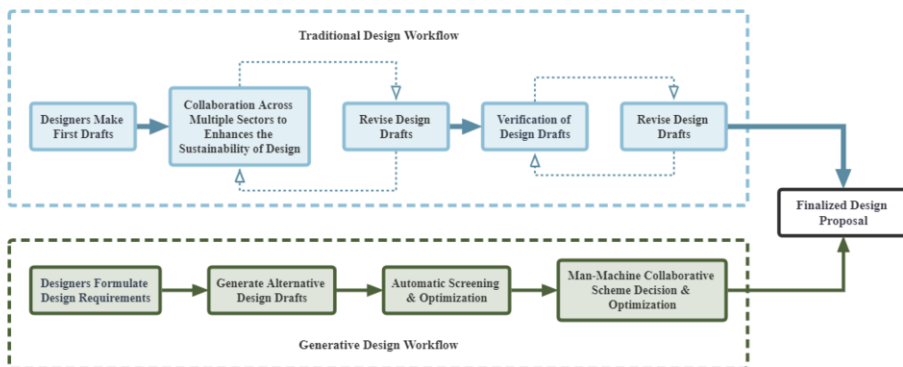 Traditional Design Workflow
Designers Make
First Drafts
Collaboration Across
Multiple Sectors to
Enhances the
Sustainability of Design
Revise Design
Drafts
Verification of
Design Drafts
Revise Design
Drafts
Finalized Design
Proposal
Designers Formulate
Design Requirements
Generate Alternative
Design Drafts
Automatic Screening
& Optimization
Man-Machine Collaborative
Scheme Decision &
Optimization
Generative Design Workflow